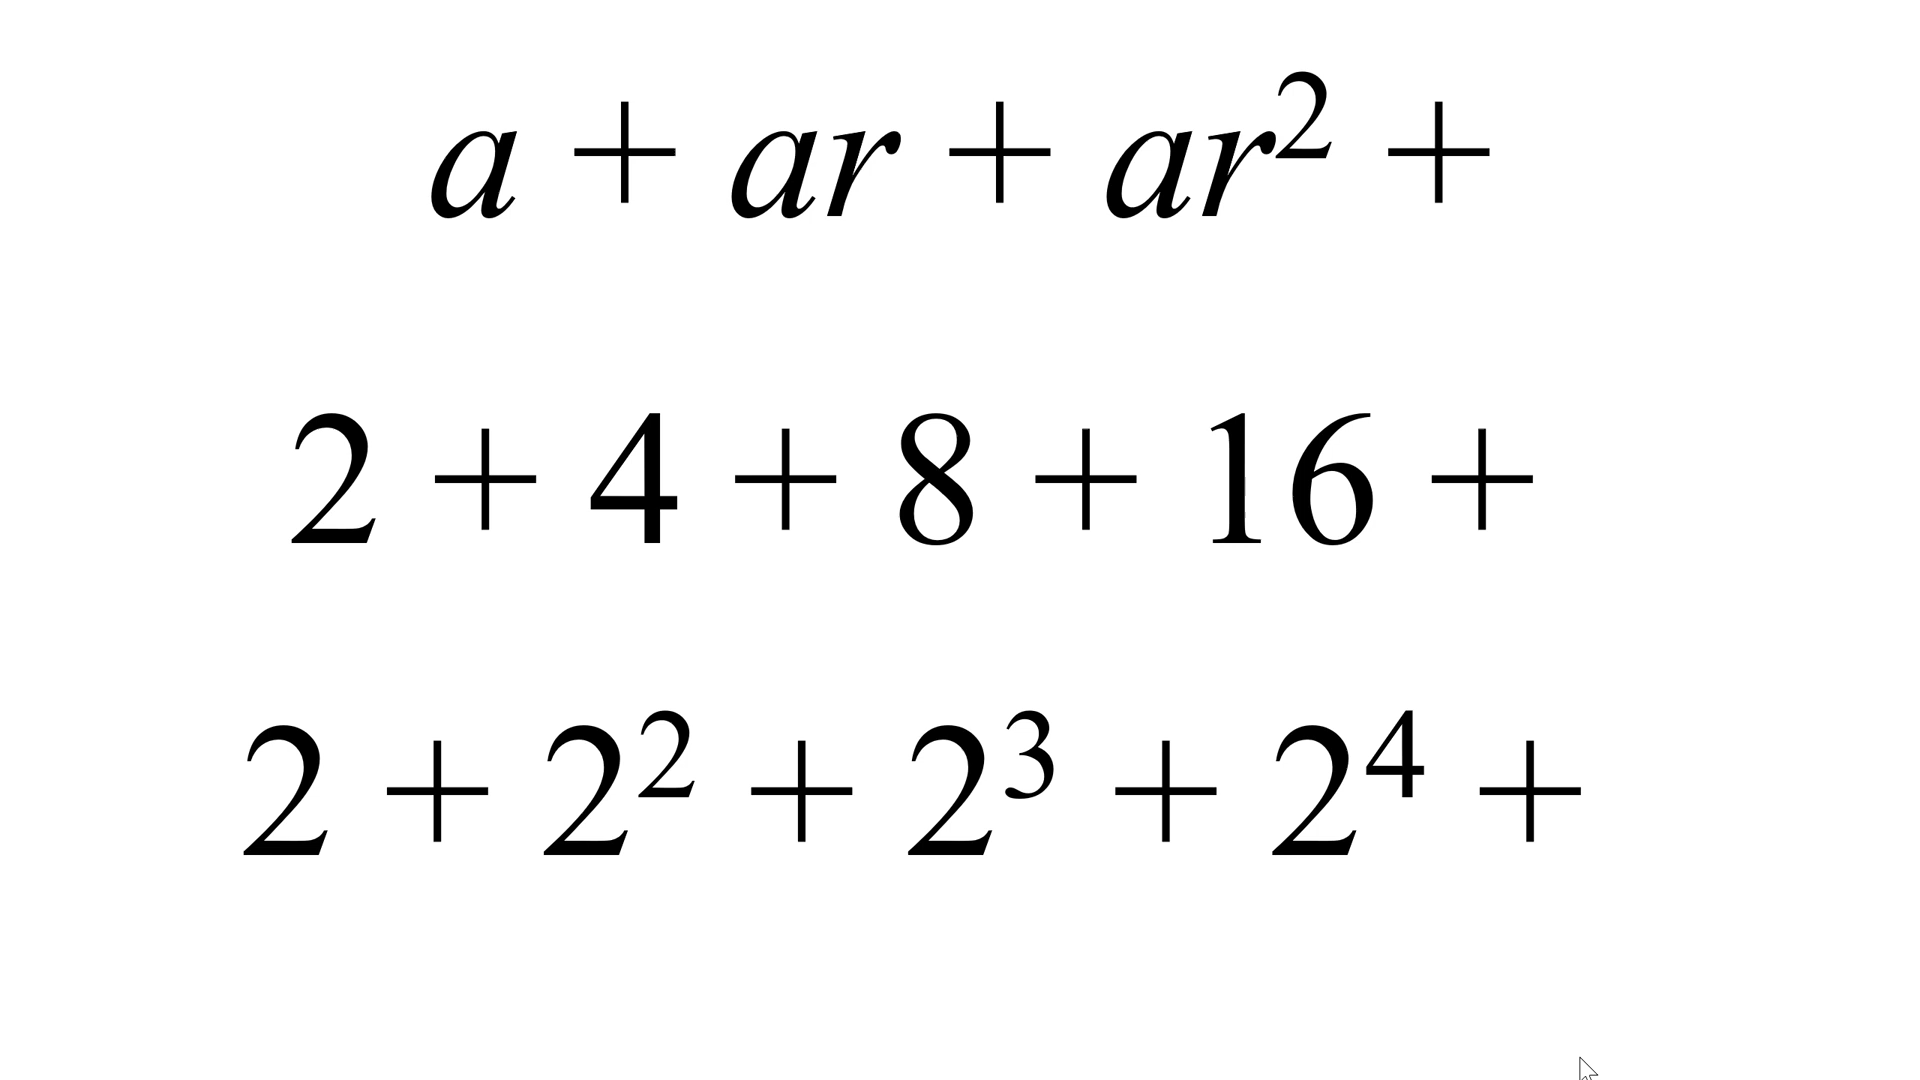 a + ar + ar² +
2 + 4 + 8 + 16 +
2 + 2² + 2³ + 2⁴ +